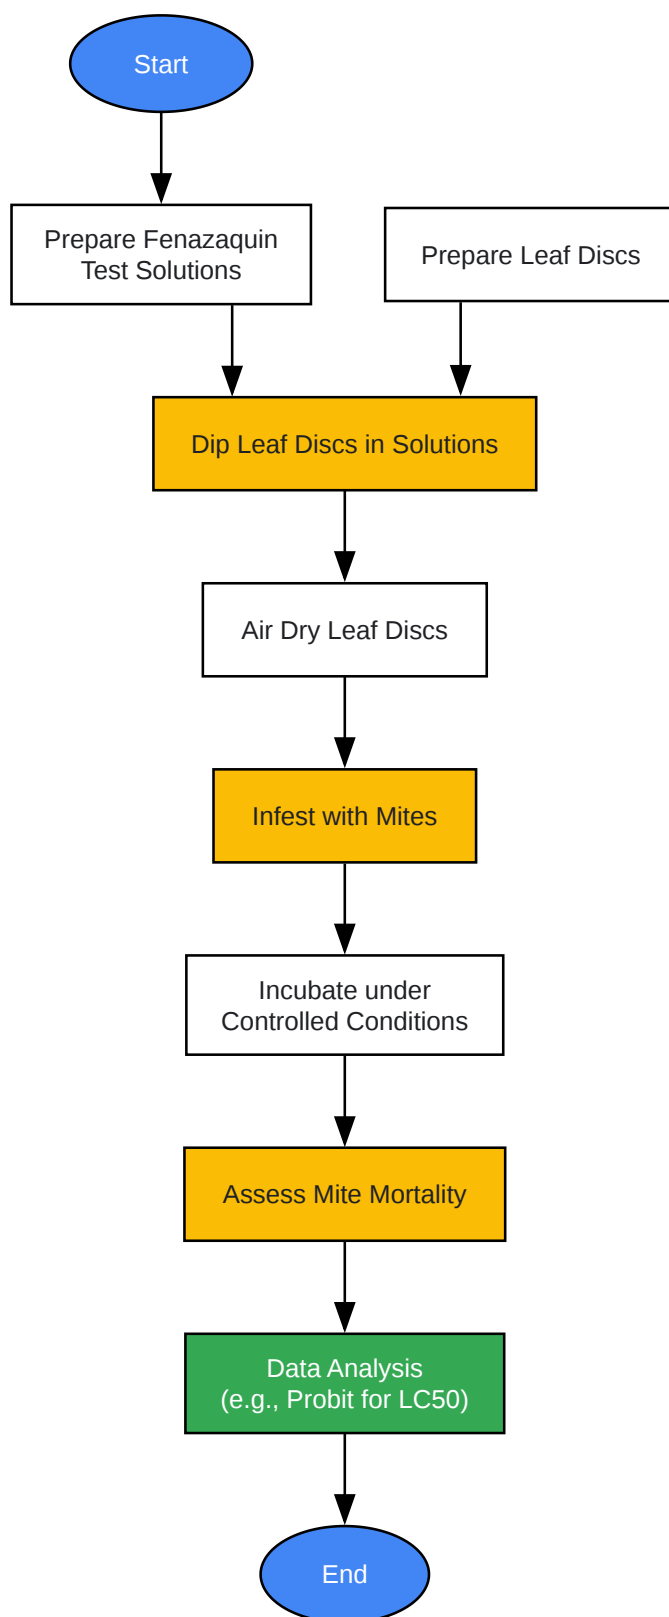 Start
Prepare Fenazaquin
Test Solutions
Prepare Leaf Discs
Dip Leaf Discs in Solutions
Air Dry Leaf Discs
Infest with Mites
Incubate under
Controlled Conditions
Assess Mite Mortality
Data Analysis
(e.g., Probit for LC50)
End